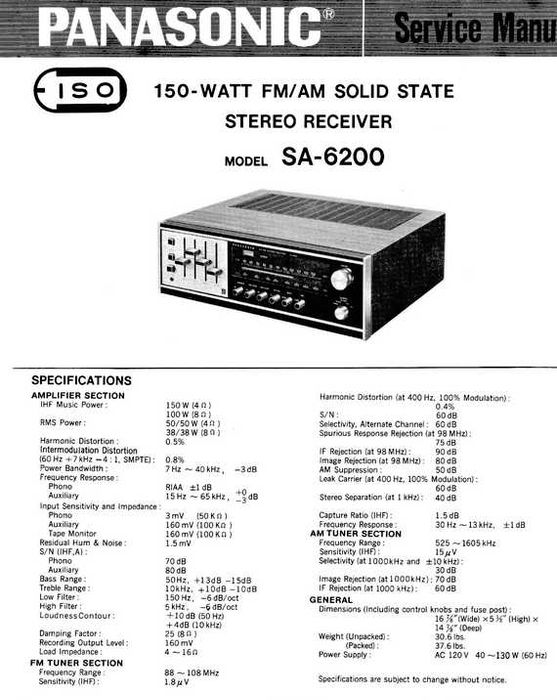 PANASONIC® Service Manu
ISO
150-WATT FM/AM SOLID STATE
STEREO RECEIVER
MODEL SA-6200
SPECIFICATIONS
AMPLIFIER SECTION
IHF Music Power: 150 W (4 Ω)
100 W (8 Ω)
RMS Power: 50/50 W (4 Ω)
38/38 W (8 Ω)
Harmonic Distortion: 0.5%
Intermodulation Distortion
(60 Hz + 7 kHz = 4 : 1, SMPTE): 0.8%
Power Bandwidth: 7 Hz ~ 40 kHz, -3 dB
Frequency Response:
Phono RIAA ±1 dB
Auxiliary 15 Hz ~ 65 kHz, +0 -3 dB
Input Sensitivity and Impedance:
Phono 3 mV (50 KΩ)
Auxiliary 160 mV (100 KΩ)
Tape Monitor 160 mV (100 KΩ)
Residual Hum & Noise: 1.5 mV
S/N (IHF,A):
Phono 70 dB
Auxiliary 80 dB
Bass Range: 50 Hz, +13 dB -15 dB
Treble Range: 10 kHz, +10 dB -10 dB
Low Filter: 150 Hz, -6 dB/oct
High Filter: 5 kHz, -6 dB/oct
Loudness Contour: +10 dB (50 Hz)
+4 dB (10 kHz)
Damping Factor: 25 (8 Ω)
Recording Output Level: 160 mV
Load Impedance: 4 ~ 16 Ω
FM TUNER SECTION
Frequency Range: 88 ~ 108 MHz
Sensitivity (IHF): 1.8 μV
Harmonic Distortion (at 400 Hz, 100% Modulation):
0.4%
S/N: 60 dB
Selectivity, Alternate Channel: 60 dB
Spurious Response Rejection (at 98 MHz):
75 dB
IF Rejection (at 98 MHz): 90 dB
Image Rejection (at 98 MHz): 80 dB
AM Suppression: 50 dB
Leak Carrier (at 400 Hz, 100% Modulation):
60 dB
Stereo Separation (at 1 kHz): 40 dB
Capture Ratio (IHF): 1.5 dB
Frequency Response: 30 Hz ~ 13 kHz, ±1 dB
AM TUNER SECTION
Frequency Range: 525 ~ 1605 kHz
Sensitivity (IHF): 15 μV
Selectivity (at 1000 kHz and ±10 kHz):
30 dB
Image Rejection (at 1000 kHz): 70 dB
IF Rejection (at 1000 kHz): 60 dB
GENERAL
Dimensions (Including control knobs and fuse post):
16 ⅞" (Wide) × 5 ½" (High) ×
14 ⅞" (Deep)
Weight (Unpacked): 30.6 lbs.
(Packed): 37.6 lbs.
Power Supply: AC 120 V 40 ~ 130 W (60 Hz)
Specifications are subject to change without notice.